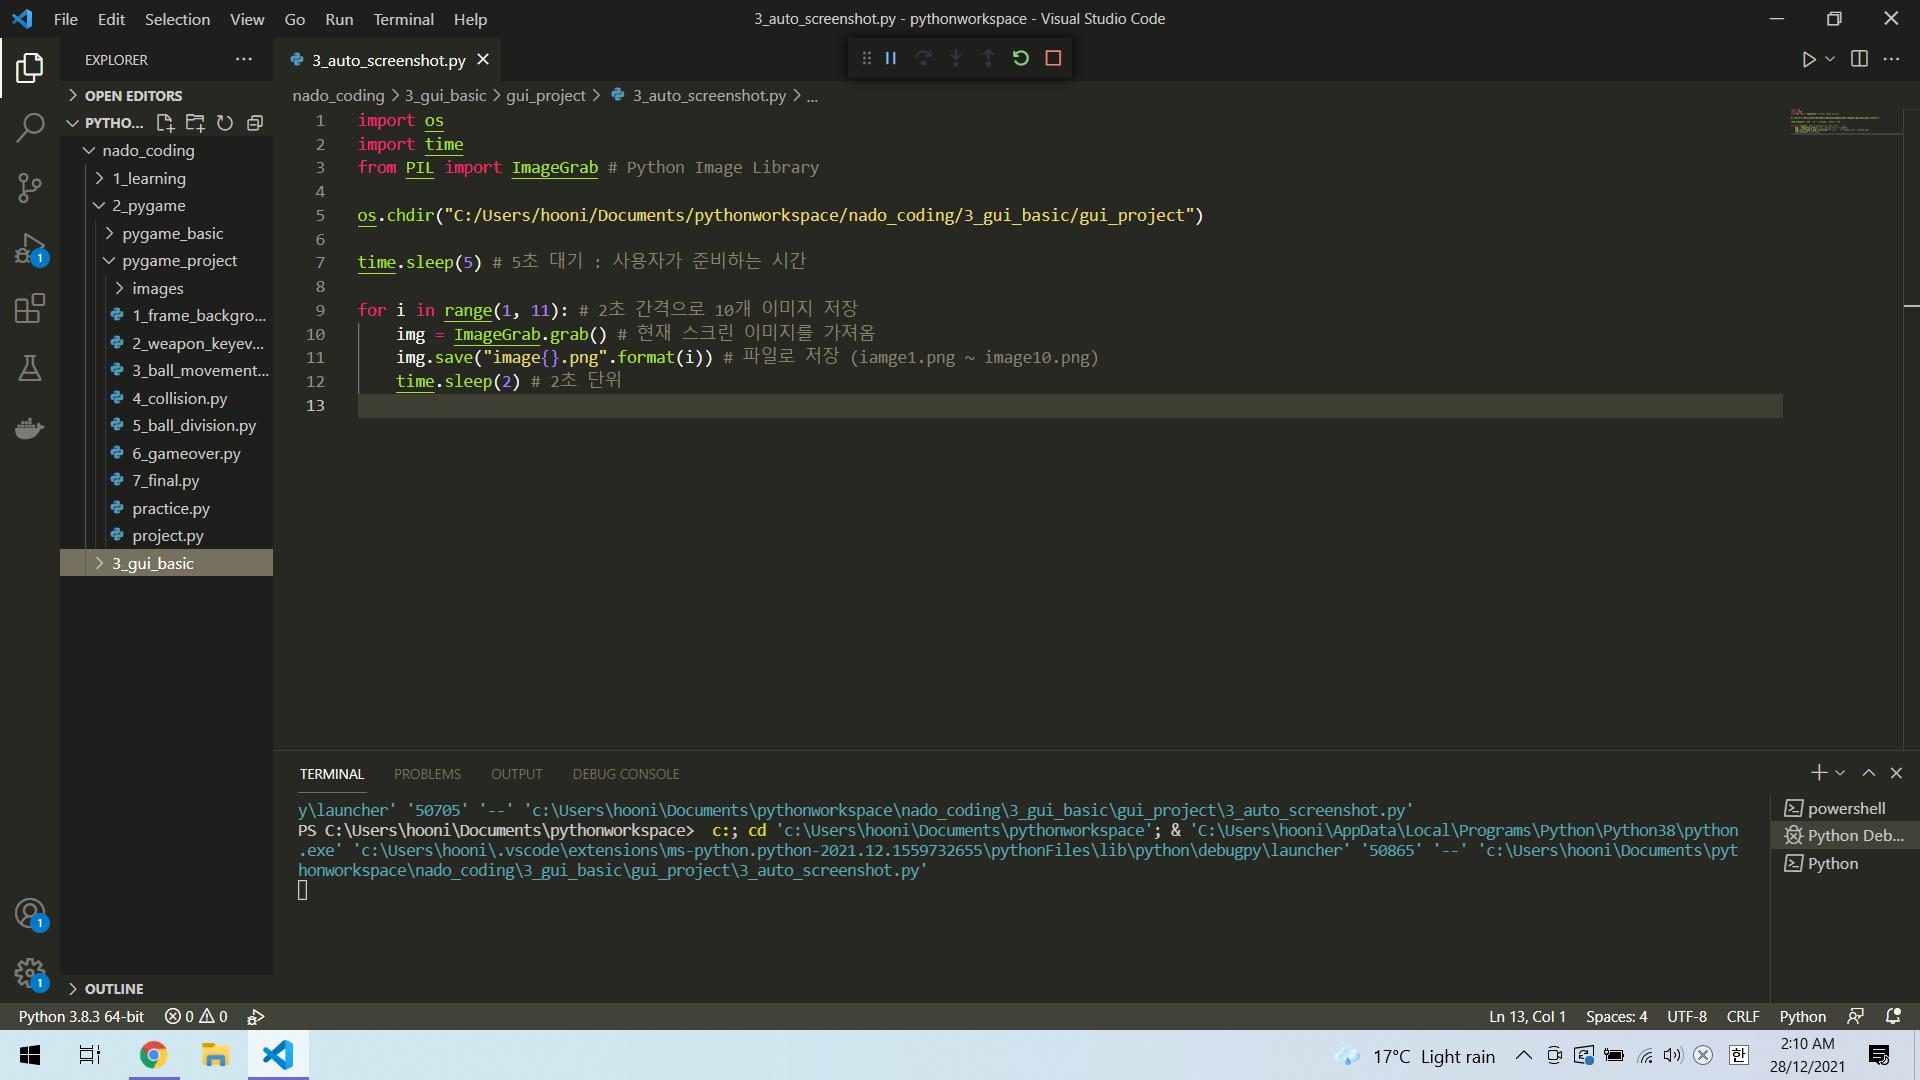 File Edit Selection View Go Run Terminal Help
3_auto_screenshot.py - pythonworkspace - Visual Studio Code
EXPLORER
OPEN EDITORS
PYTHO...
nado_coding
1_learning
2_pygame
pygame_basic
pygame_project
images
1_frame_backgro...
2_weapon_keyev...
3_ball_movement...
4_collision.py
5_ball_division.py
6_gameover.py
7_final.py
practice.py
project.py
3_gui_basic
OUTLINE
3_auto_screenshot.py
nado_coding > 3_gui_basic > gui_project > 3_auto_screenshot.py > ...
1 import os
2 import time
3 from PIL import ImageGrab # Python Image Library
4
5 os.chdir("C:/Users/hooni/Documents/pythonworkspace/nado_coding/3_gui_basic/gui_project")
6
7 time.sleep(5) # 5초 대기 : 사용자가 준비하는 시간
8
9 for i in range(1, 11): # 2초 간격으로 10개 이미지 저장
10 img = ImageGrab.grab() # 현재 스크린 이미지를 가져옴
11 img.save("image{}.png".format(i)) # 파일로 저장 (iamge1.png ~ image10.png)
12 time.sleep(2) # 2초 단위
13
TERMINAL PROBLEMS OUTPUT DEBUG CONSOLE
y\launcher' '50705' '--' 'c:\Users\hooni\Documents\pythonworkspace\nado_coding\3_gui_basic\gui_project\3_auto_screenshot.py'
PS C:\Users\hooni\Documents\pythonworkspace> c:; cd 'c:\Users\hooni\Documents\pythonworkspace'; & 'C:\Users\hooni\AppData\Local\Programs\Python\Python38\python
.exe' 'c:\Users\hooni\.vscode\extensions\ms-python.python-2021.12.1559732655\pythonFiles\lib\python\debugpy\launcher' '50865' '--' 'c:\Users\hooni\Documents\pyt
honworkspace\nado_coding\3_gui_basic\gui_project\3_auto_screenshot.py'
powershell
Python Deb...
Python
1
1
1
Python 3.8.3 64-bit 0 0
Ln 13, Col 1 Spaces: 4 UTF-8 CRLF Python
17°C Light rain
한
2:10 AM
28/12/2021